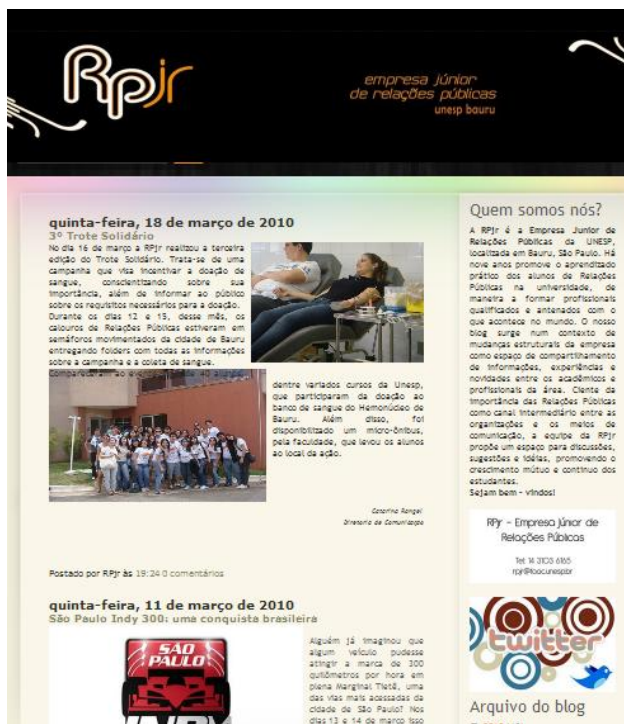 Rpjr
empresa júnior
de relações públicas
unesp bauru
quinta-feira, 18 de março de 2010
3º Trote Solidário
No dia 16 de março a RPjr realizou a terceira
edição do Trote Solidário. Trata-se de uma
campanha que visa incentivar a doação de
sangue, conscientizando sobre sua
importância, além de informar ao público
sobre os requisitos necessários para a doação.
Durante os dias 12 e 15, desse mês, os
calouros de Relações Públicas estiveram em
semáforos movimentados da cidade de Bauru
entregando folders com todas as informações
sobre a campanha e a coleta de sangue.
Compareceram ao
dentre variados cursos da Unesp,
que participaram da doação ao
banco de sangue do Hemonúcleo de
Bauru. Além disso, foi
disponibilizado um micro-ônibus,
pela faculdade, que levou os alunos
ao local da ação.
Catarina Rangel
Diretoria de Comunicação
Postado por RPjr às 19:24 0 comentários
quinta-feira, 11 de março de 2010
São Paulo Indy 300: uma conquista brasileira
SÃO
PAULO
INDY
Alguém já imaginou que
algum veículo pudesse
atingir a marca de 300
quilômetros por hora em
plena Marginal Tietê, uma
das vias mais acessadas da
cidade de São Paulo? Nos
dias 13 e 14 de março isso
Quem somos nós?
A RPjr é a Empresa Junior de
Relações Públicas da UNESP,
localizada em Bauru, São Paulo. Há
nove anos promove o aprendizado
prático dos alunos de Relações
Públicas na universidade, de
maneira a formar profissionais
qualificados e antenados com o
que acontece no mundo. O nosso
blog surge num contexto de
mudanças estruturais da empresa
como espaço de compartilhamento
de informações, experiências e
novidades entre os acadêmicos e
profissionais da área. Ciente da
importância das Relações Públicas
como canal intermediário entre as
organizações e os meios de
comunicação, a equipe da RPjr
propõe um espaço para discussões,
sugestões e idéias, promovendo o
crescimento mútuo e contínuo dos
estudantes.
Sejam bem - vindos!
RPjr - Empresa Júnior de
Relações Públicas
Tel: 14 3103 6165
rpjr@faac.unesp.br
twitter
Arquivo do blog